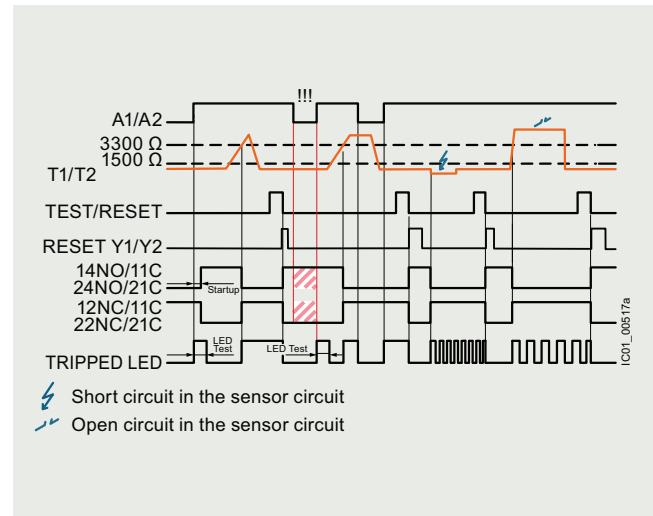 !!!
A1/A2
3300 Ω
1500 Ω
T1/T2
TEST/RESET
RESET Y1/Y2
14NO/11C
24NO/21C
Startup
12NC/11C
22NC/21C
LED
Test
LED Test
TRIPPED LED
IC01_00517a
Short circuit in the sensor circuit
Open circuit in the sensor circuit